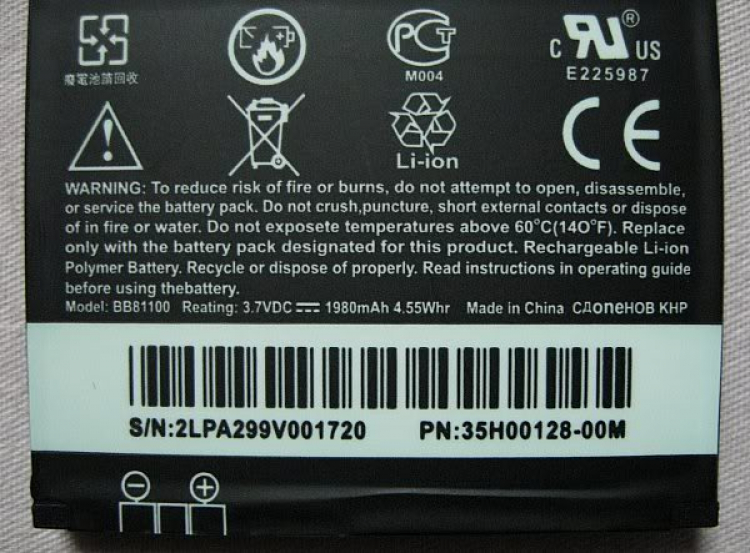 廢電池請回收
PCT
M004
C RU® US
E225987
Li-ion
CE
WARNING: To reduce risk of fire or burns, do not attempt to open, disassemble,
or service the battery pack. Do not crush,puncture, short external contacts or dispose
of in fire or water. Do not exposete temperatures above 60°C(14O°F). Replace
only with the battery pack designated for this product. Rechargeable Li-ion
Polymer Battery. Recycle or dispose of properly. Read instructions in operating guide
before using thebattery.
Model: BB81100 Reating: 3.7VDC 1980mAh 4.55Whr Made in China СДоneНОВ КНР
S/N:2LPA299V001720 PN:35H00128-00M
- +